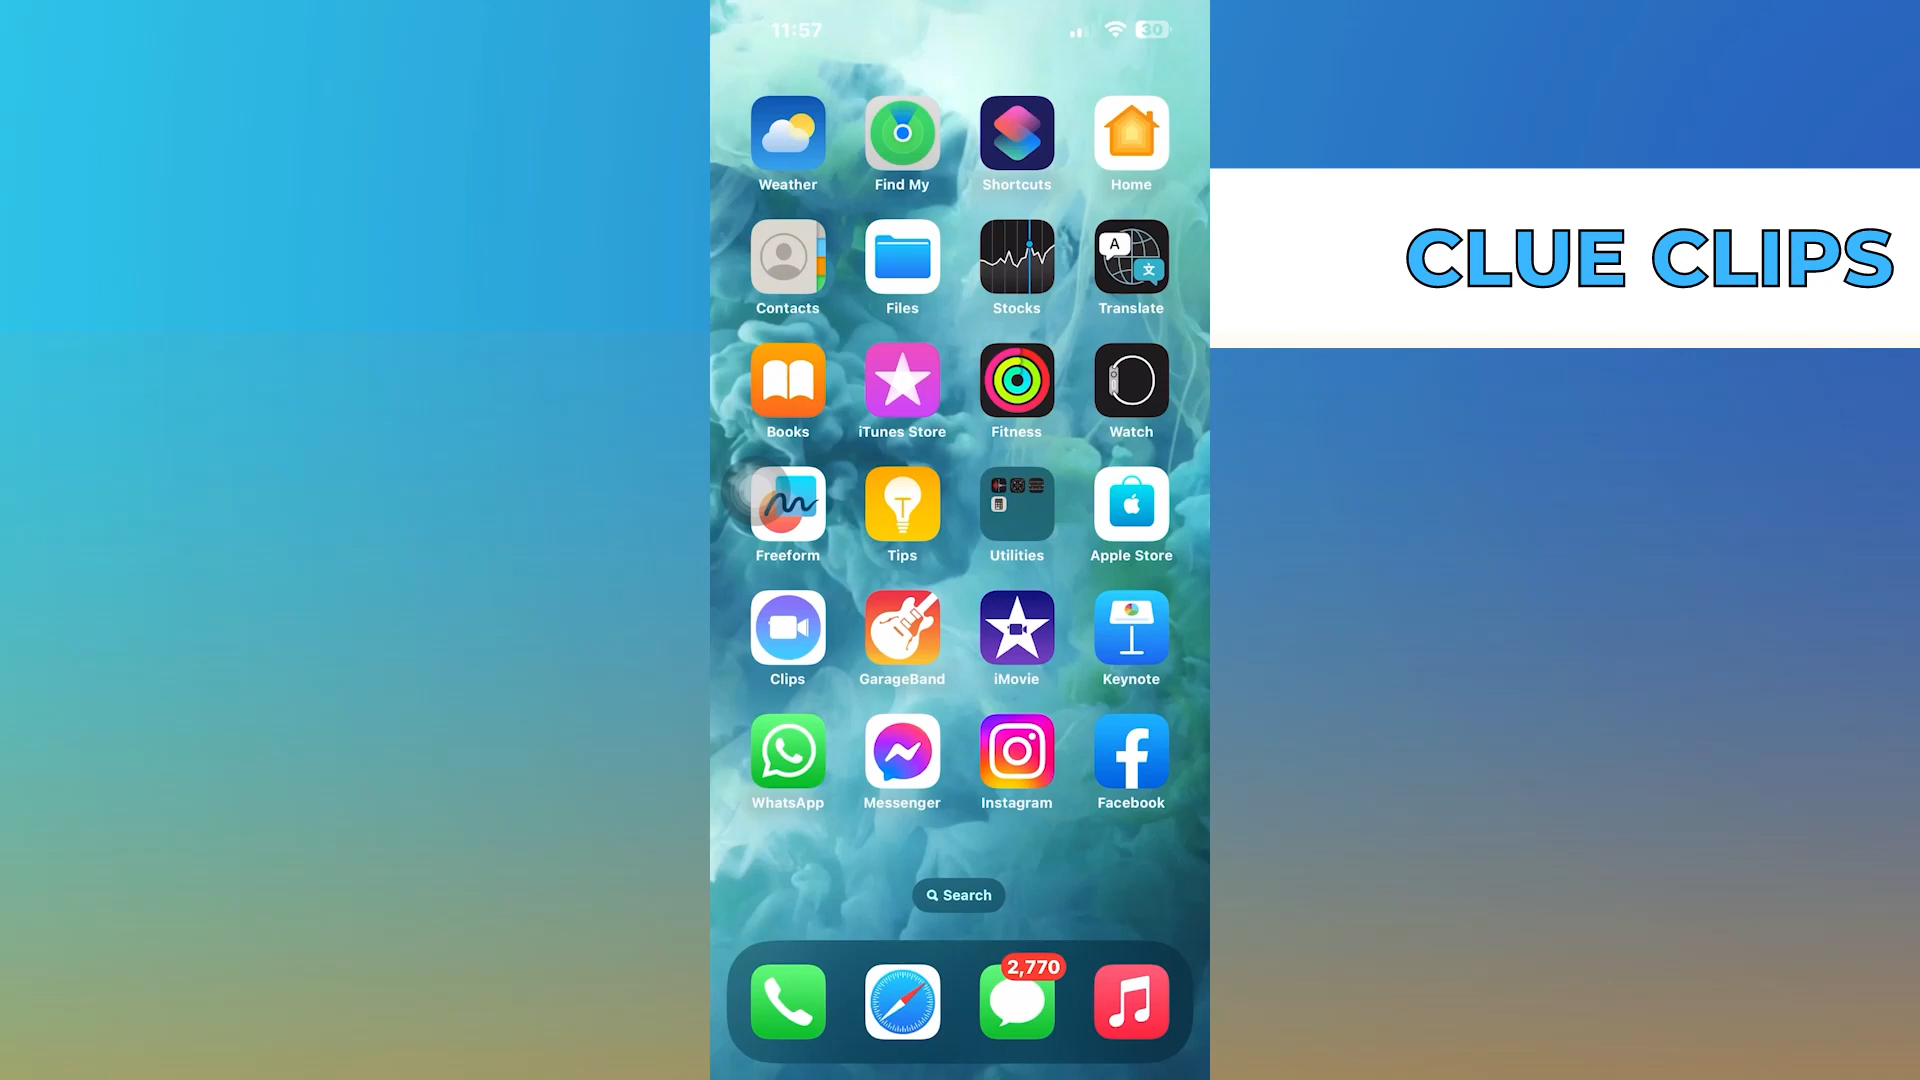 11:57
30
Weather Find My Shortcuts Home
CLUE CLIPS
A
文
Contacts Files Stocks Translate
Books iTunes Store Fitness Watch
Freeform Tips Utilities Apple Store
Clips GarageBand iMovie Keynote
WhatsApp Messenger Instagram Facebook
Search
2,770